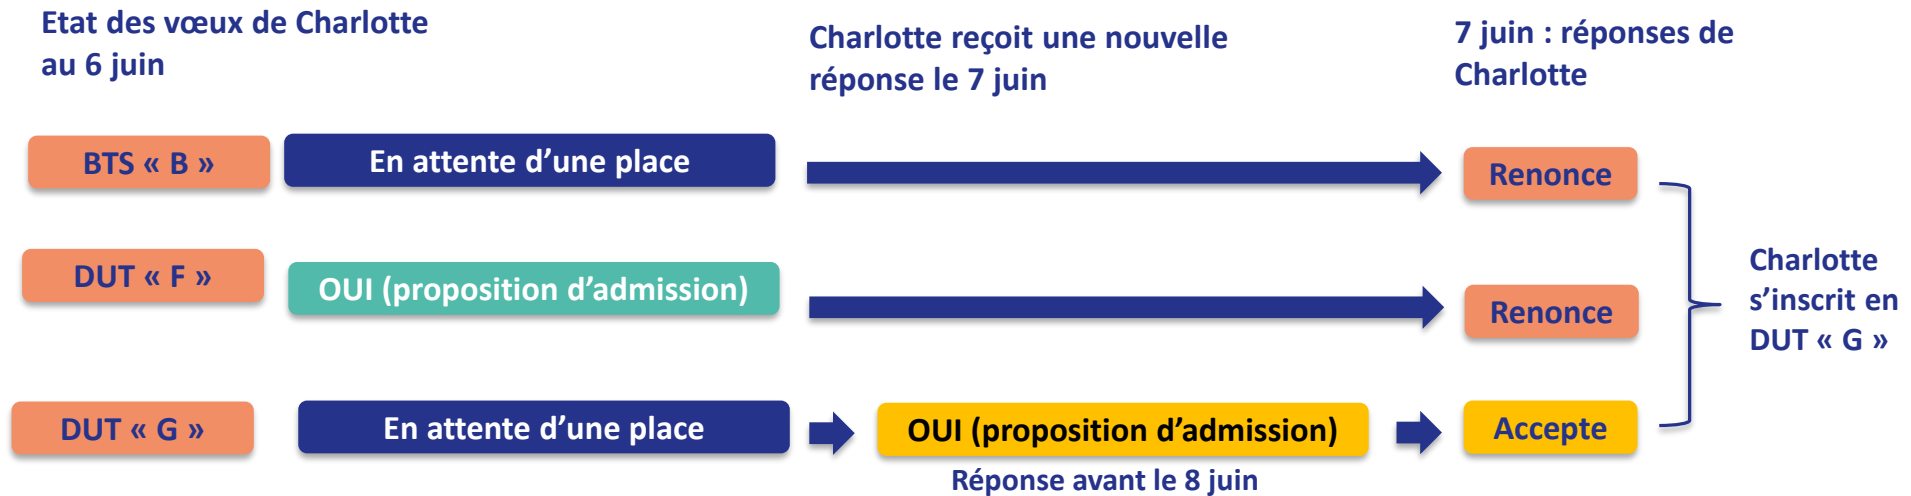 Etat des vœux de Charlotte
au 6 juin
Charlotte reçoit une nouvelle
réponse le 7 juin
7 juin : réponses de
Charlotte
BTS « B »
En attente d’une place
Renonce
DUT « F »
OUI (proposition d’admission)
Renonce
Charlotte
s’inscrit en
DUT « G »
DUT « G »
En attente d’une place
OUI (proposition d’admission)
Accepte
Réponse avant le 8 juin